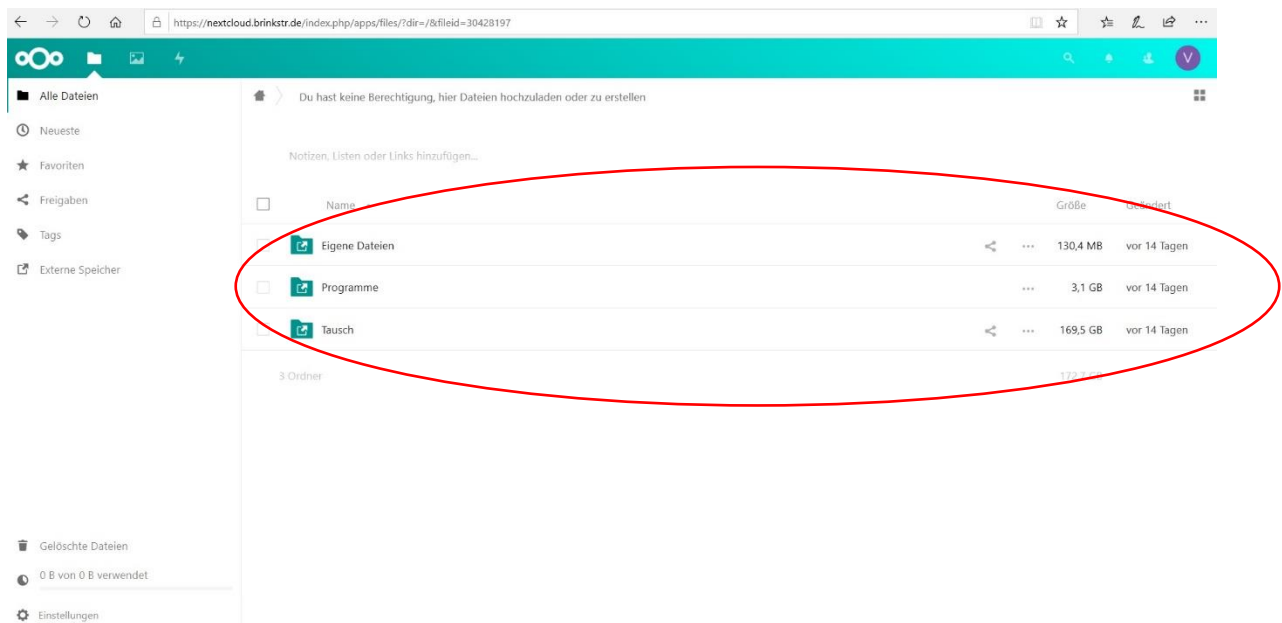 https://nextcloud.brinkstr.de/index.php/apps/files/?dir=/&fileid=30428197
V
Alle Dateien
Du hast keine Berechtigung, hier Dateien hochzuladen oder zu erstellen
Neueste
Notizen, Listen oder Links hinzufügen...
Favoriten
Freigaben
Name Größe Geändert
Tags
Eigene Dateien 130,4 MB vor 14 Tagen
Externe Speicher
Programme 3,1 GB vor 14 Tagen
Tausch 169,5 GB vor 14 Tagen
3 Ordner 172,7 GB
Gelöschte Dateien
0 B von 0 B verwendet
Einstellungen